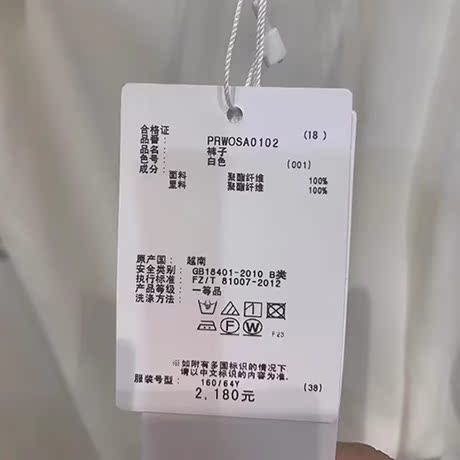 合格证
品番: PRWOSA0102 (18)
品名: 裤子
色号: 白色 (001)
成分:
面料 聚酯纤维 100%
里料 聚酯纤维 100%
原产国: 越南
安全类别: GB18401-2010 B类
执行标准: FZ/T 81007-2012
产品等级: 一等品
洗涤方法:
F W F23
※如附有多国标识的情况下
请以中文标识的内容为准。
服装号型: 160/64Y (38)
2,180元